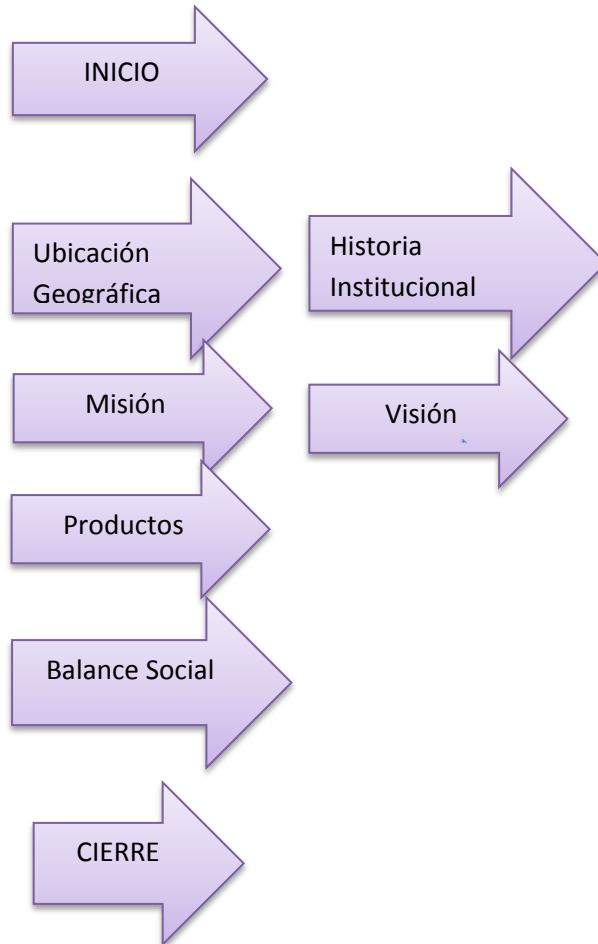 INICIO
Ubicación
Geográfica
Historia
Institucional
Misión
Visión
Productos
Balance Social
CIERRE